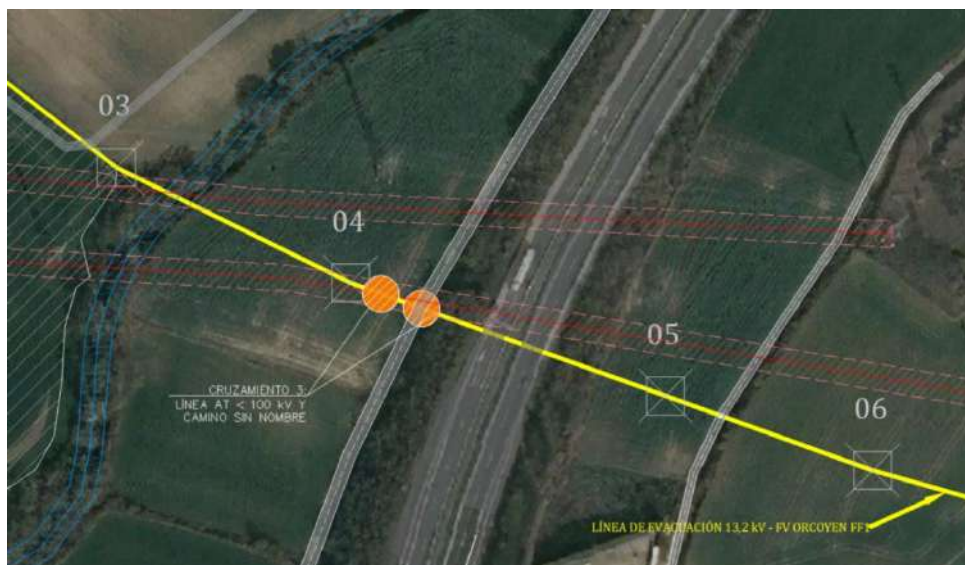 03
04
CRUZAMIENTO 3:
LÍNEA AT < 100 kV Y
CAMINO SIN NOMBRE
05
06
LÍNEA DE EVACUACIÓN 13,2 kV - FV ORCOYEN FF1